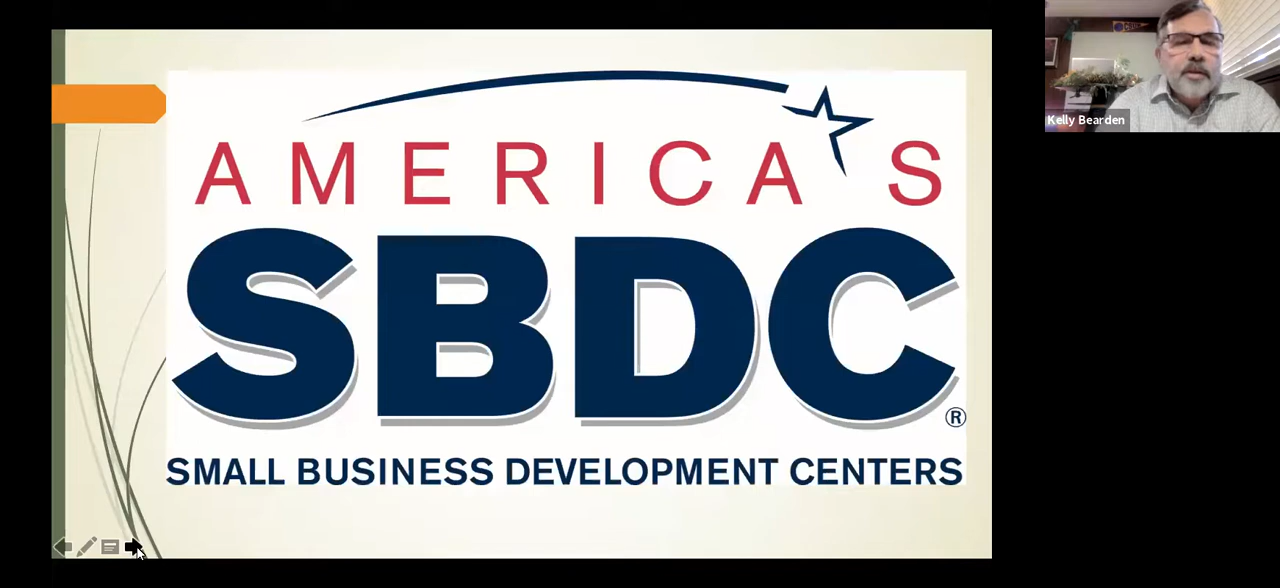 AMERICA'S
SBDC®
SMALL BUSINESS DEVELOPMENT CENTERS
Kelly Bearden